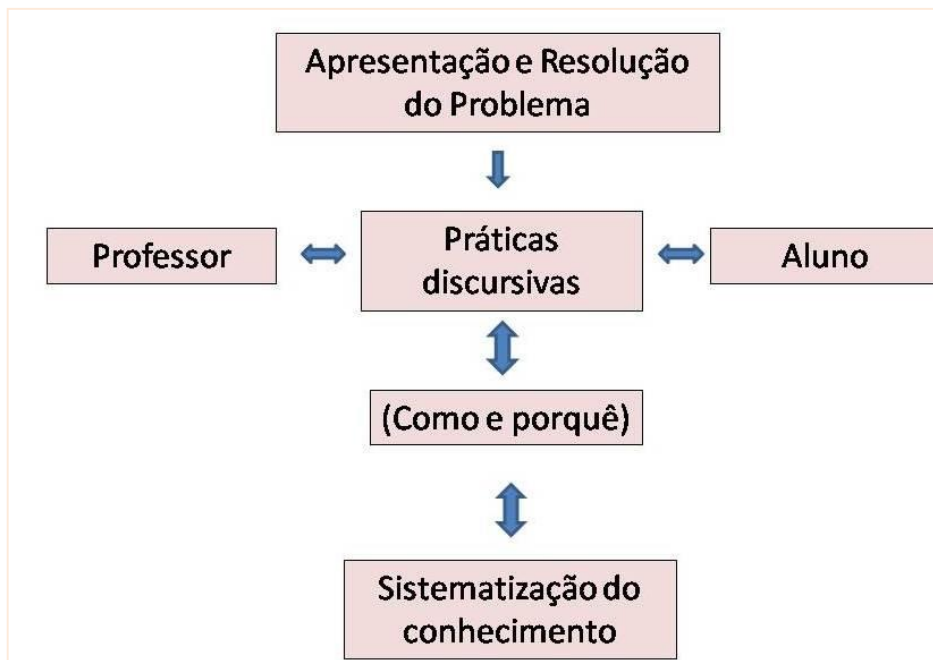 Apresentação e Resolução
do Problema
Professor
Práticas
discursivas
Aluno
(Como e porquê)
Sistematização do
conhecimento